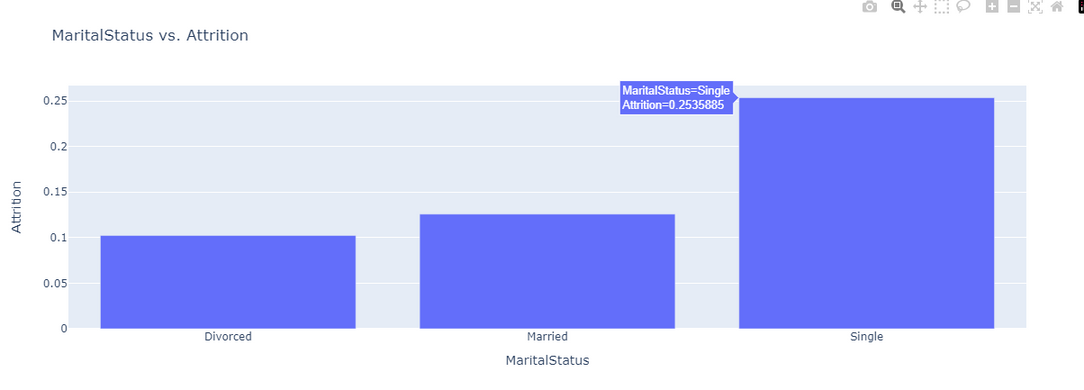 MaritalStatus vs. Attrition
MaritalStatus=Single
Attrition=0.2535885
0.25
0.2
0.15
0.1
0.05
0
Attrition
Divorced
Married
Single
MaritalStatus